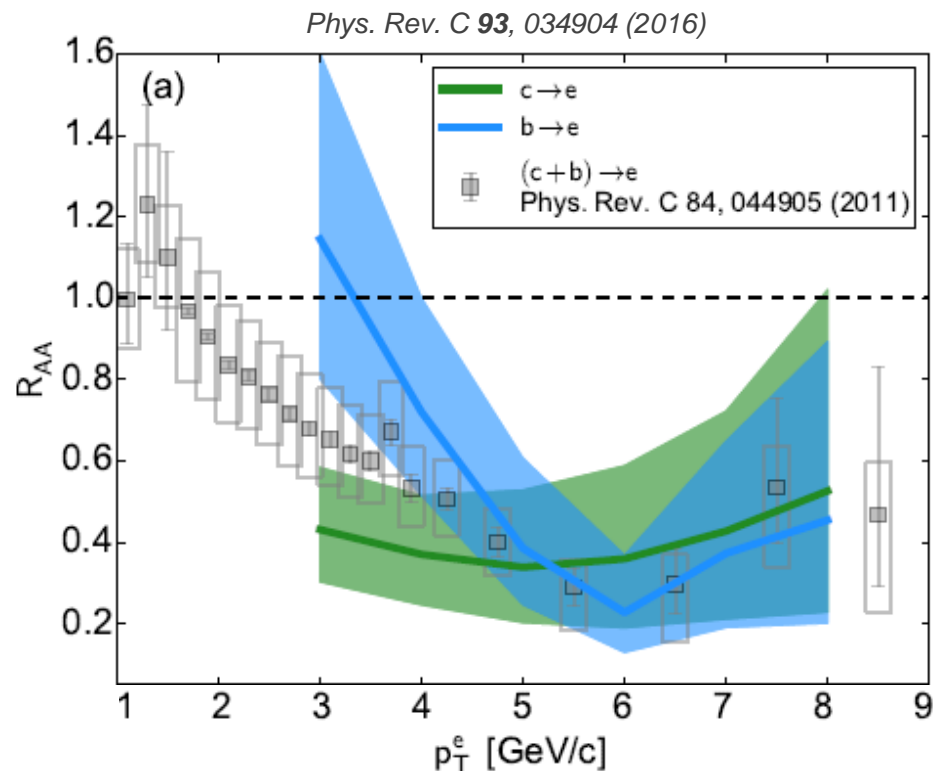 Phys. Rev. C 93, 034904 (2016)
(a)
c→e
b→e
(c+b)→e
Phys. Rev. C 84, 044905 (2011)
1.6
1.4
1.2
1.0
0.8
0.6
0.4
0.2
R_AA
1 2 3 4 5 6 7 8 9
p_T^e [GeV/c]